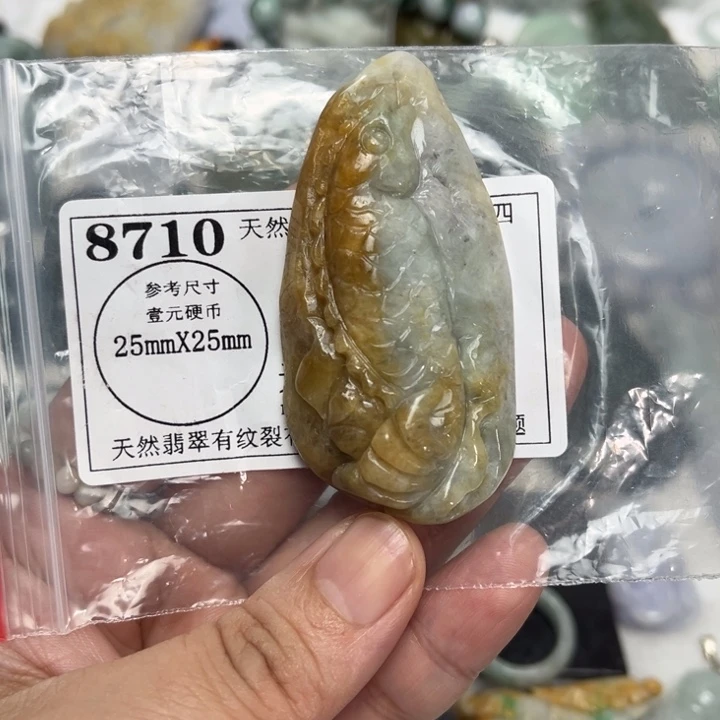 8710 天然 四
参考尺寸
壹元硬币
25mmX25mm
天然翡翠有纹裂 题